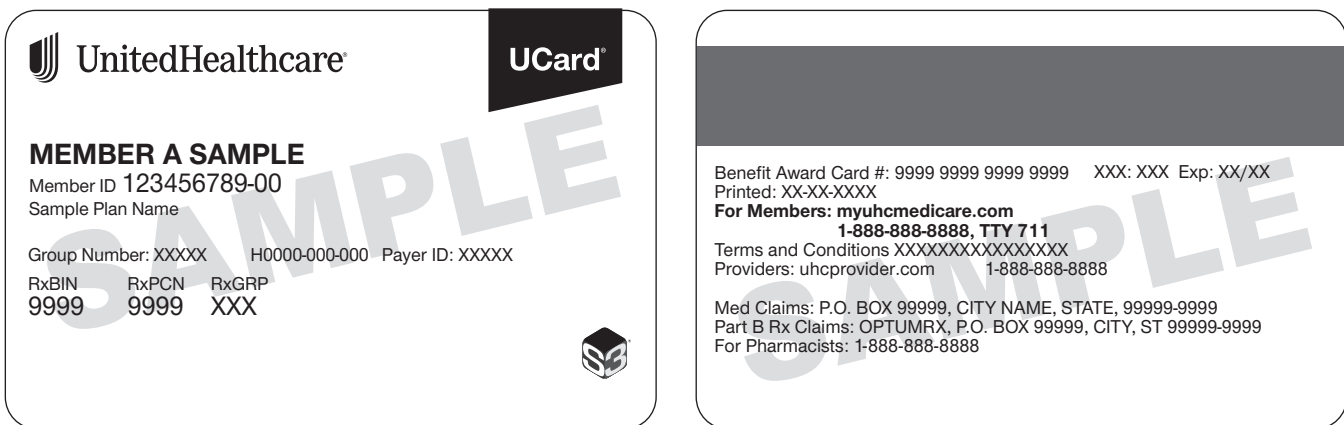 UnitedHealthcare®
UCard®
MEMBER A SAMPLE
Member ID 123456789-00
Sample Plan Name
Group Number: XXXXX H0000-000-000 Payer ID: XXXXX
RxBIN RxPCN RxGRP
9999 9999 XXX
S3®
SAMPLE
Benefit Award Card #: 9999 9999 9999 9999 XXX: XXX Exp: XX/XX
Printed: XX-XX-XXXX
For Members: myuhcmedicare.com
1-888-888-8888, TTY 711
Terms and Conditions XXXXXXXXXXXXXXXX
Providers: uhcprovider.com 1-888-888-8888
Med Claims: P.O. BOX 99999, CITY NAME, STATE, 99999-9999
Part B Rx Claims: OPTUMRX, P.O. BOX 99999, CITY, ST 99999-9999
For Pharmacists: 1-888-888-8888
SAMPLE